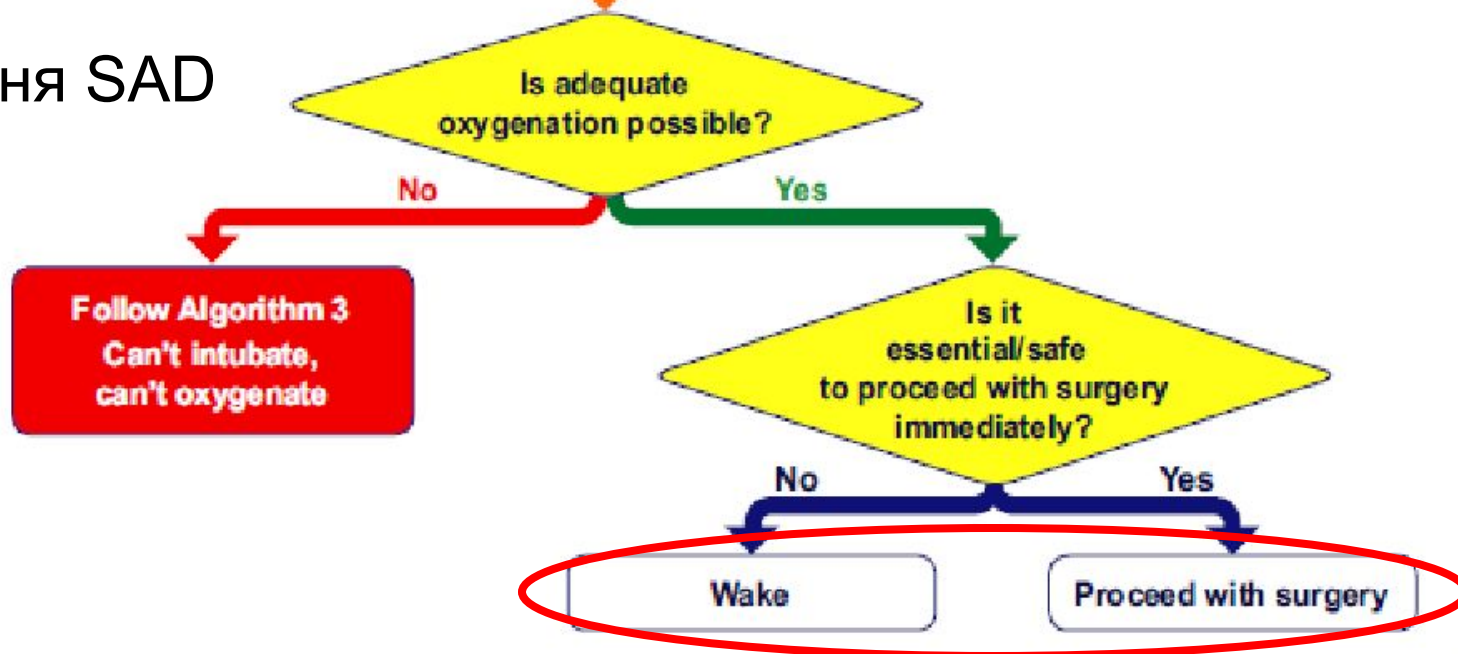 ня SAD
Is adequate
oxygenation possible?
No
Yes
Follow Algorithm 3
Can't intubate,
can't oxygenate
Is it
essential/safe
to proceed with surgery
immediately?
No
Yes
Wake
Proceed with surgery